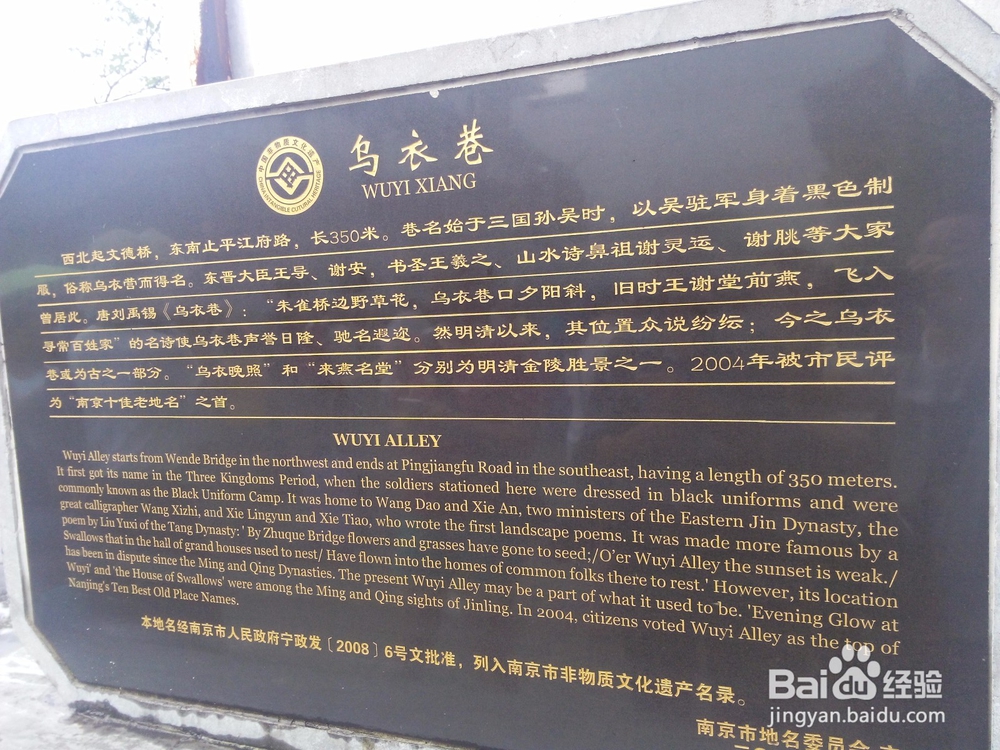 中国非物质文化遗产
CHINA INTANGIBLE CUTURAL HERITAGE
乌衣巷
WUYI XIANG
西北起文德桥，东南止平江府路，长350米。巷名始于三国孙吴时，以吴驻军身着黑色制
服，俗称乌衣营而得名。东晋大臣王导、谢安，书圣王羲之、山水诗鼻祖谢灵运、谢朓等大家
曾居此。唐刘禹锡《乌衣巷》：“朱雀桥边野草花，乌衣巷口夕阳斜，旧时王谢堂前燕，飞入
寻常百姓家”的名诗使乌衣巷声誉日隆、驰名遐迩。然明清以来，其位置众说纷纭；今之乌衣
巷或为古之一部分。“乌衣晚照”和“来燕名堂”分别为明清金陵胜景之一。2004年被市民评
为“南京十佳老地名”之首。
WUYI ALLEY
Wuyi Alley starts from Wende Bridge in the northwest and ends at Pingjiangfu Road in the southeast, having a length of 350 meters.
It first got its name in the Three Kingdoms Period, when the soldiers stationed here were dressed in black uniforms and were
commonly known as the Black Uniform Camp. It was home to Wang Dao and Xie An, two ministers of the Eastern Jin Dynasty, the
great calligrapher Wang Xizhi, and Xie Lingyun and Xie Tiao, who wrote the first landscape poems. It was made more famous by a
poem by Liu Yuxi of the Tang Dynasty: ' By Zhuque Bridge flowers and grasses have gone to seed;/O'er Wuyi Alley the sunset is weak./
Swallows that in the hall of grand houses used to nest/ Have flown into the homes of common folks there to rest.' However, its location
has been in dispute since the Ming and Qing Dynasties. The present Wuyi Alley may be a part of what it used to be. 'Evening Glow at
Wuyi' and 'the House of Swallows' were among the Ming and Qing sights of Jinling. In 2004, citizens voted Wuyi Alley as the top of
Nanjing's Ten Best Old Place Names.
本地名经南京市人民政府宁政发〔2008〕6号文批准，列入南京市非物质文化遗产名录。
南京市地名委员会
Baidu经验
jingyan.baidu.com